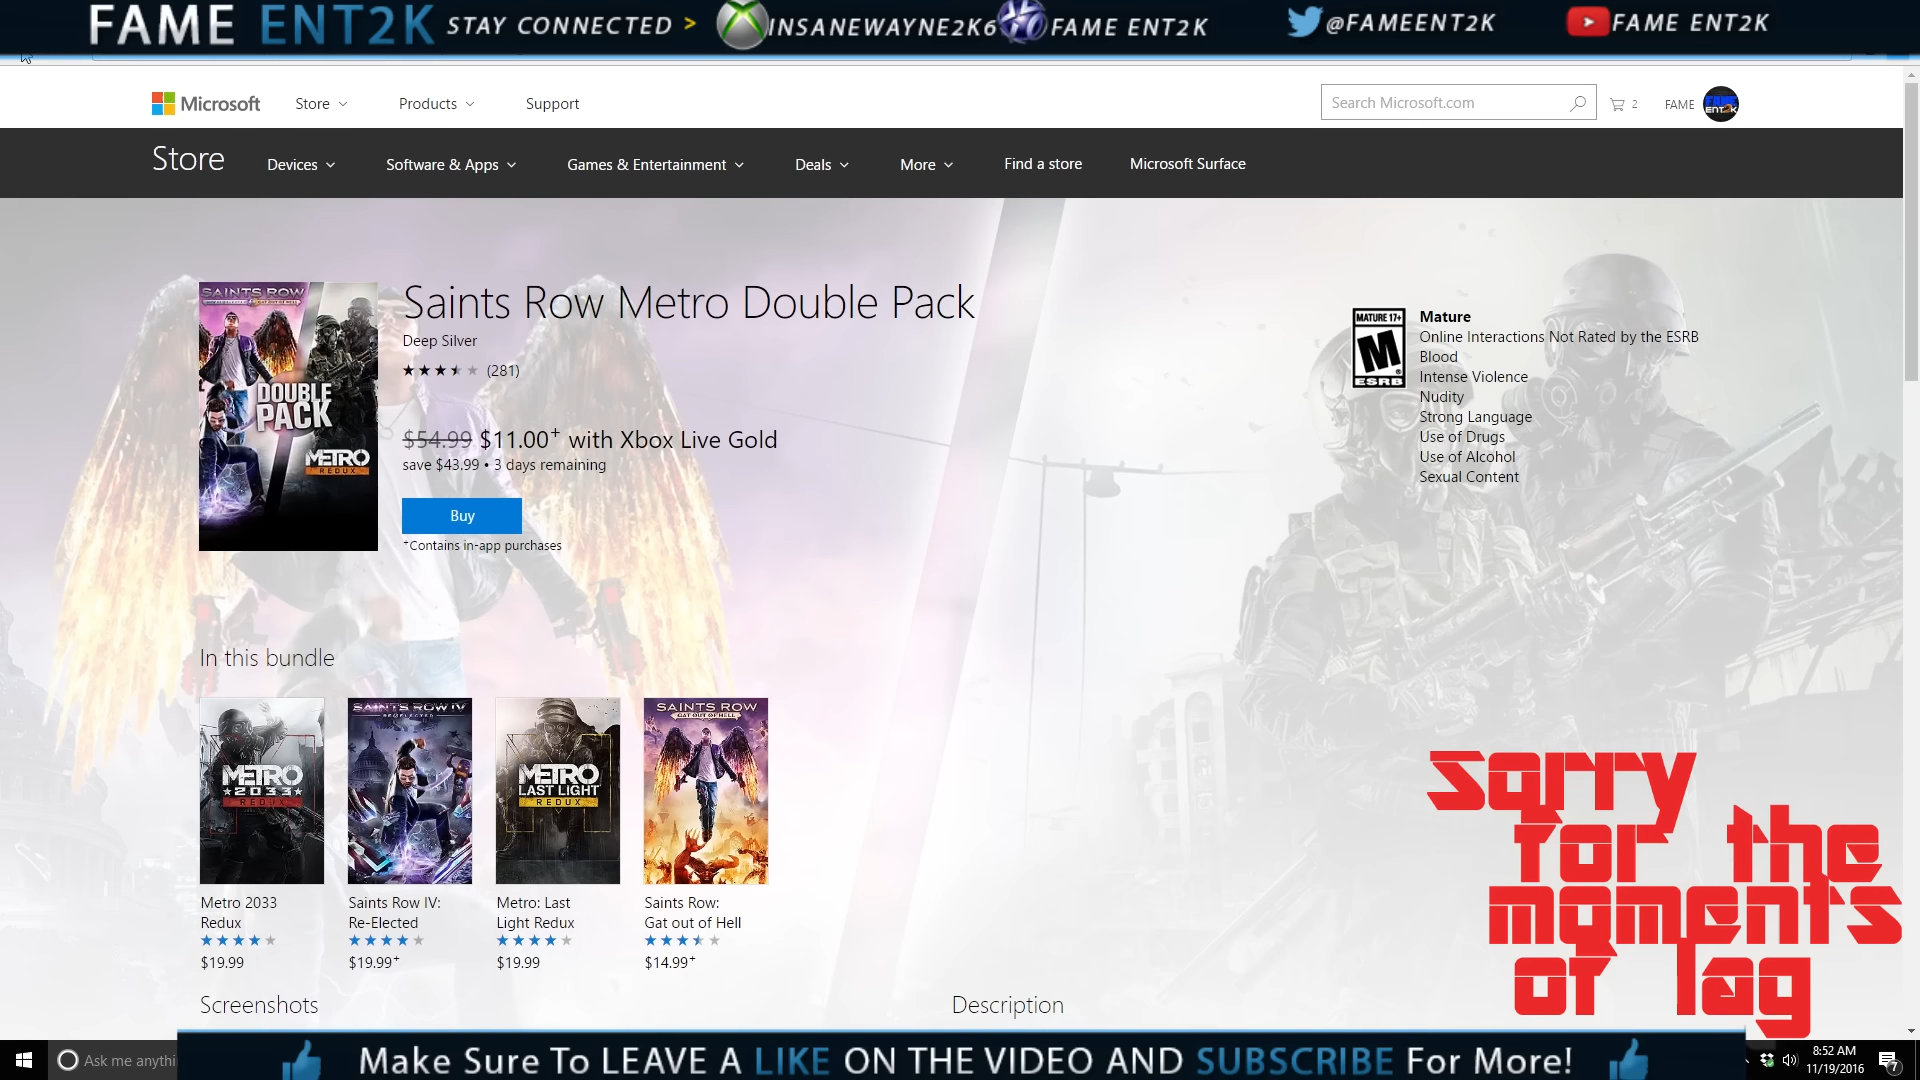 FAME ENT2K STAY CONNECTED > INSANEWAYNE2K6 FAME ENT2K @FAMEENT2K FAME ENT2K
Microsoft Store Products Support Search Microsoft.com 2 FAME
Store Devices Software & Apps Games & Entertainment Deals More Find a store Microsoft Surface
SAINTS ROW
DOUBLE
PACK
METRO
REDUX
Saints Row Metro Double Pack
Deep Silver
(281)
$54.99 $11.00+ with Xbox Live Gold
save $43.99 • 3 days remaining
Buy
+Contains in-app purchases
MATURE 17+
M
ESRB
Mature
Online Interactions Not Rated by the ESRB
Blood
Intense Violence
Nudity
Strong Language
Use of Drugs
Use of Alcohol
Sexual Content
In this bundle
METRO
2033
REDUX
SAINTS ROW IV
RE-ELECTED
METRO
LAST LIGHT
REDUX
SAINTS ROW
GAT OUT OF HELL
Metro 2033
Redux
$19.99
Saints Row IV:
Re-Elected
$19.99+
Metro: Last
Light Redux
$19.99
Saints Row:
Gat out of Hell
$14.99+
Sorry
for the
moments
of lag
Screenshots
Description
Ask me anythi
Make Sure To LEAVE A LIKE ON THE VIDEO AND SUBSCRIBE For More!
8:52 AM
11/19/2016
7